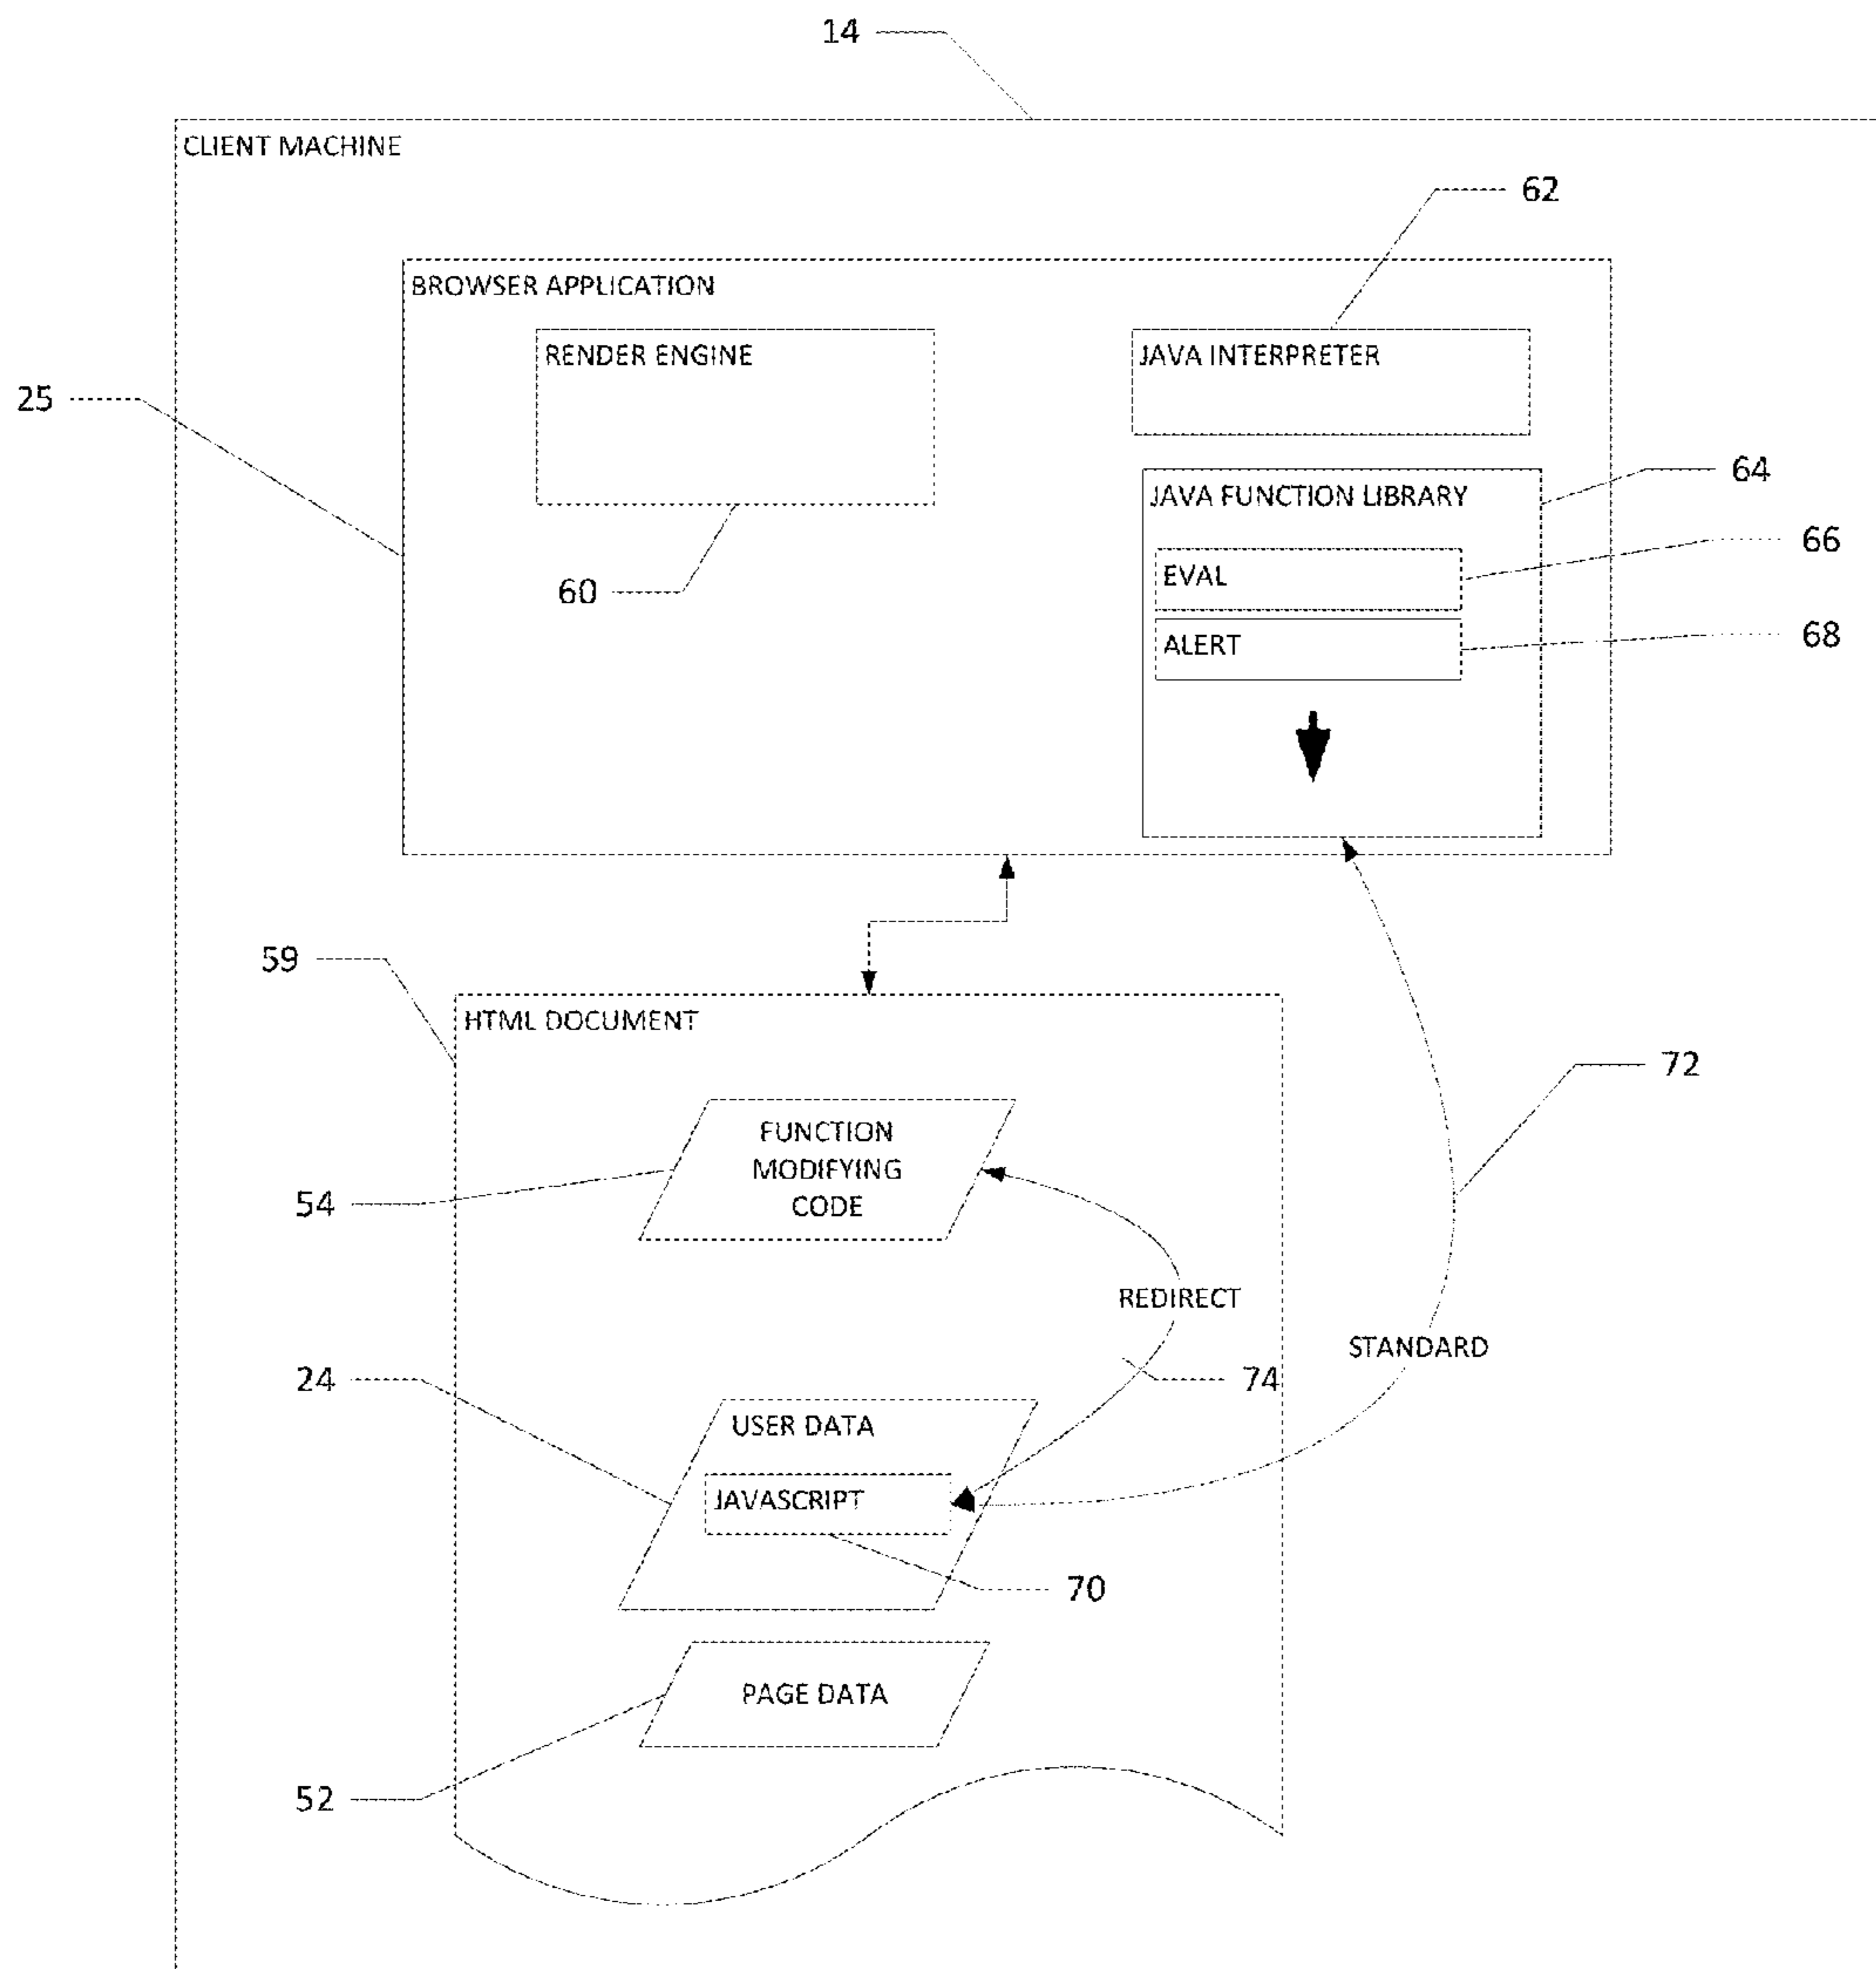 14
CLIENT MACHINE
62
BROWSER APPLICATION
RENDER ENGINE
JAVA INTERPRETER
25
64
JAVA FUNCTION LIBRARY
66
EVAL
60
68
ALERT
59
HTML DOCUMENT
72
FUNCTION
MODIFYING
CODE
54
REDIRECT
STANDARD
24
74
USER DATA
JAVASCRIPT
70
PAGE DATA
52